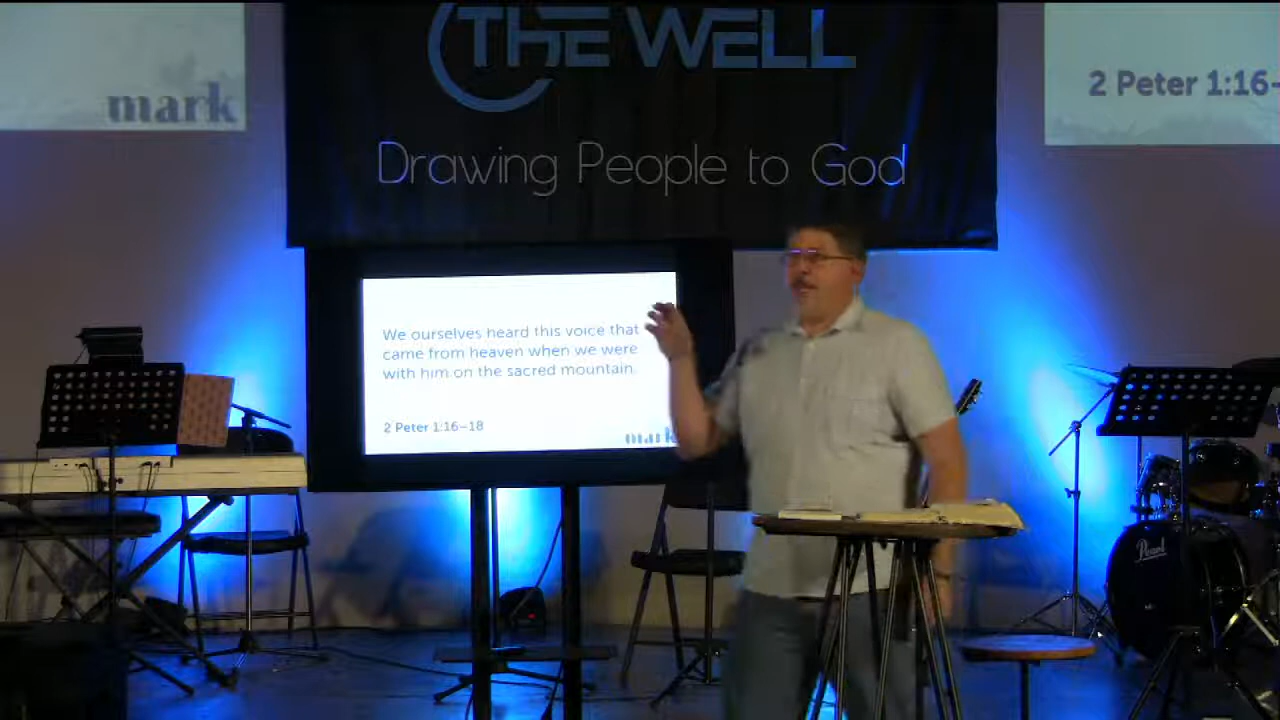 THE WELL
Drawing People to God
mark
2 Peter 1:16-
We ourselves heard this voice that
came from heaven when we were
with him on the sacred mountain.
2 Peter 1:16–18
mark
Pearl